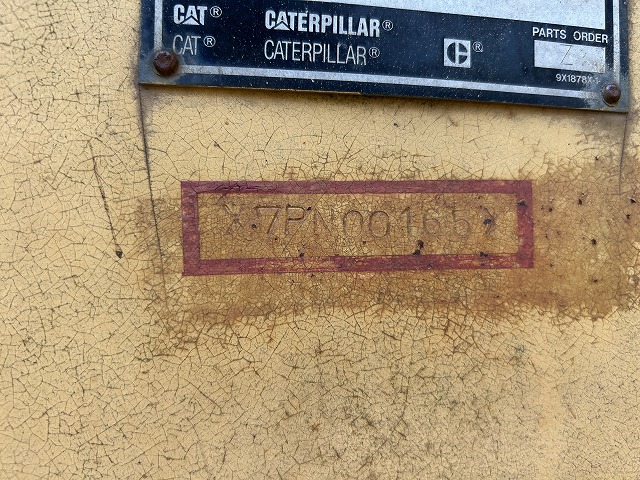 CAT® CATERPILLAR®
CAT® CATERPILLAR® C®
PARTS ORDER
Z
9X1878X-1
*7PN00165*